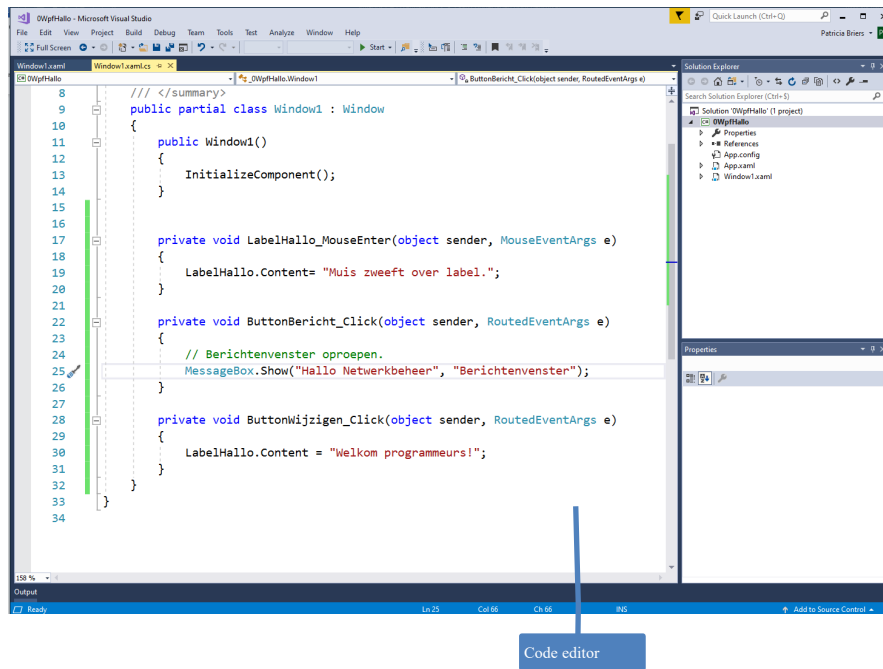 0WpfHallo - Microsoft Visual Studio
Quick Launch (Ctrl+Q)
File Edit View Project Build Debug Team Tools Test Analyze Window Help
Patricia Briers
Full Screen
Start
Window1.xaml
Window1.xaml.cs
0WpfHallo
_0WpfHallo.Window1
ButtonBericht_Click(object sender, RoutedEventArgs e)
8 /// </summary>
9 public partial class Window1 : Window
10 {
11 public Window1()
12 {
13 InitializeComponent();
14 }
15
16
17 private void LabelHallo_MouseEnter(object sender, MouseEventArgs e)
18 {
19 LabelHallo.Content= "Muis zweeft over label.";
20 }
21
22 private void ButtonBericht_Click(object sender, RoutedEventArgs e)
23 {
24 // Berichtenvenster oproepen.
25 MessageBox.Show("Hallo Netwerkbeheer", "Berichtenvenster");
26 }
27
28 private void ButtonWijzigen_Click(object sender, RoutedEventArgs e)
29 {
30 LabelHallo.Content = "Welkom programmeurs!";
31 }
32 }
33 }
34
158 %
Solution Explorer
Search Solution Explorer (Ctrl+$)
Solution '0WpfHallo' (1 project)
0WpfHallo
Properties
References
App.config
App.xaml
Window1.xaml
Properties
Output
Ready
Ln 25 Col 66 Ch 66 INS
Add to Source Control
Code editor